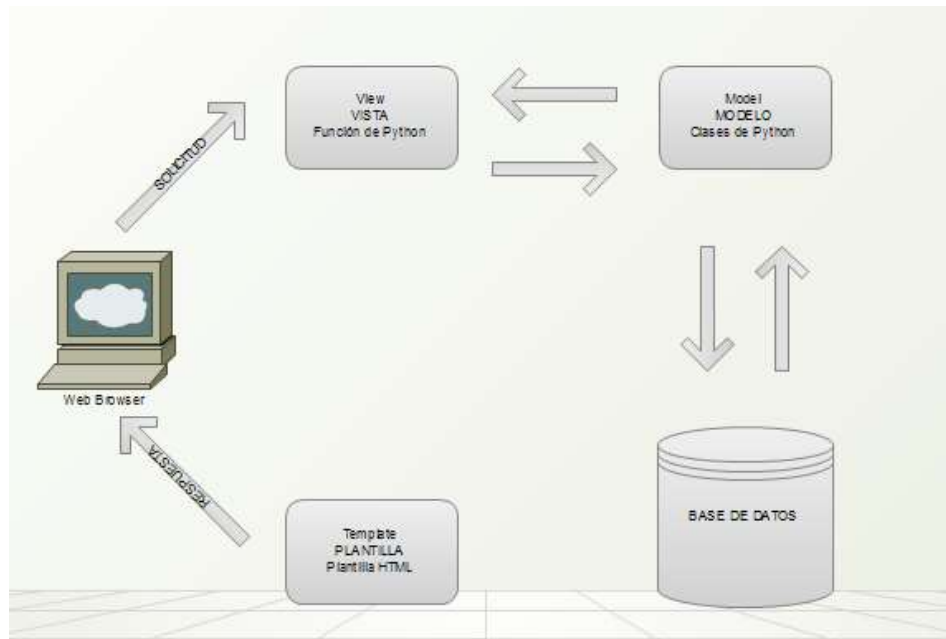 View
VISTA
Función de Python
Model
MODELO
Clases de Python
SOLICITUD
Web Browser
RESPUESTA
Template
PLANTILLA
Plantilla HTML
BASE DE DATOS